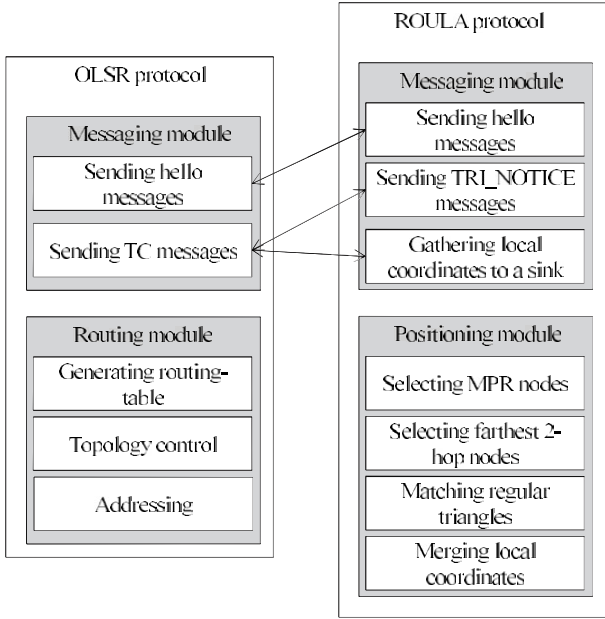 OLSR protocol
Messaging module
Sending hello
messages
Sending TC messages
Routing module
Generating routing-
table
Topology control
Addressing
ROULA protocol
Messaging module
Sending hello
messages
Sending TRI_NOTICE
messages
Gathering local
coordinates to a sink
Positioning module
Selecting MPR nodes
Selecting farthest 2-
hop nodes
Matching regular
triangles
Merging local
coordinates